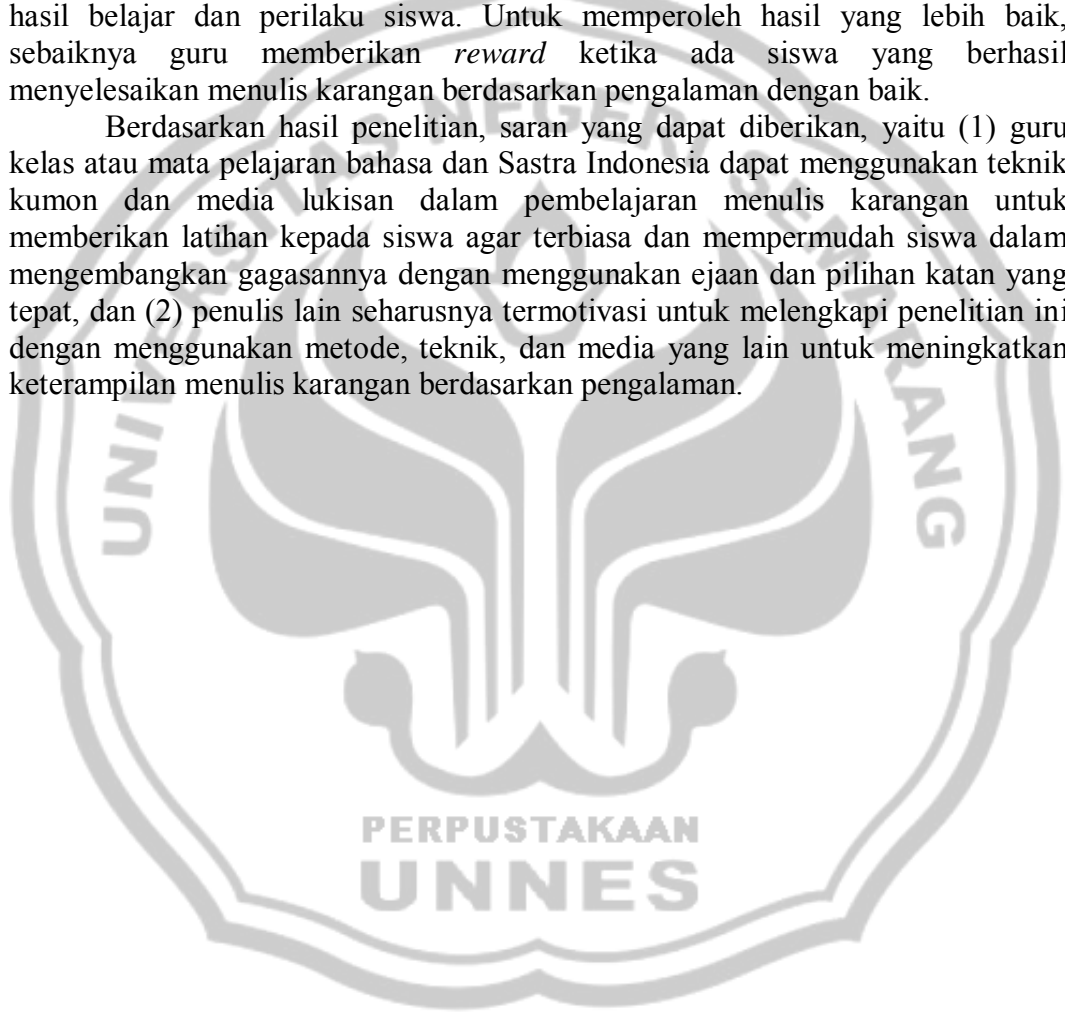 hasil belajar dan perilaku siswa. Untuk memperoleh hasil yang lebih baik,
sebaiknya guru memberikan reward ketika ada siswa yang berhasil
menyelesaikan menulis karangan berdasarkan pengalaman dengan baik.
Berdasarkan hasil penelitian, saran yang dapat diberikan, yaitu (1) guru
kelas atau mata pelajaran bahasa dan Sastra Indonesia dapat menggunakan teknik
kumon dan media lukisan dalam pembelajaran menulis karangan untuk
memberikan latihan kepada siswa agar terbiasa dan mempermudah siswa dalam
mengembangkan gagasannya dengan menggunakan ejaan dan pilihan katan yang
tepat, dan (2) penulis lain seharusnya termotivasi untuk melengkapi penelitian ini
dengan menggunakan metode, teknik, dan media yang lain untuk meningkatkan
keterampilan menulis karangan berdasarkan pengalaman.
UNIVERSITAS NEGERI SEMARANG
PERPUSTAKAAN
UNNES